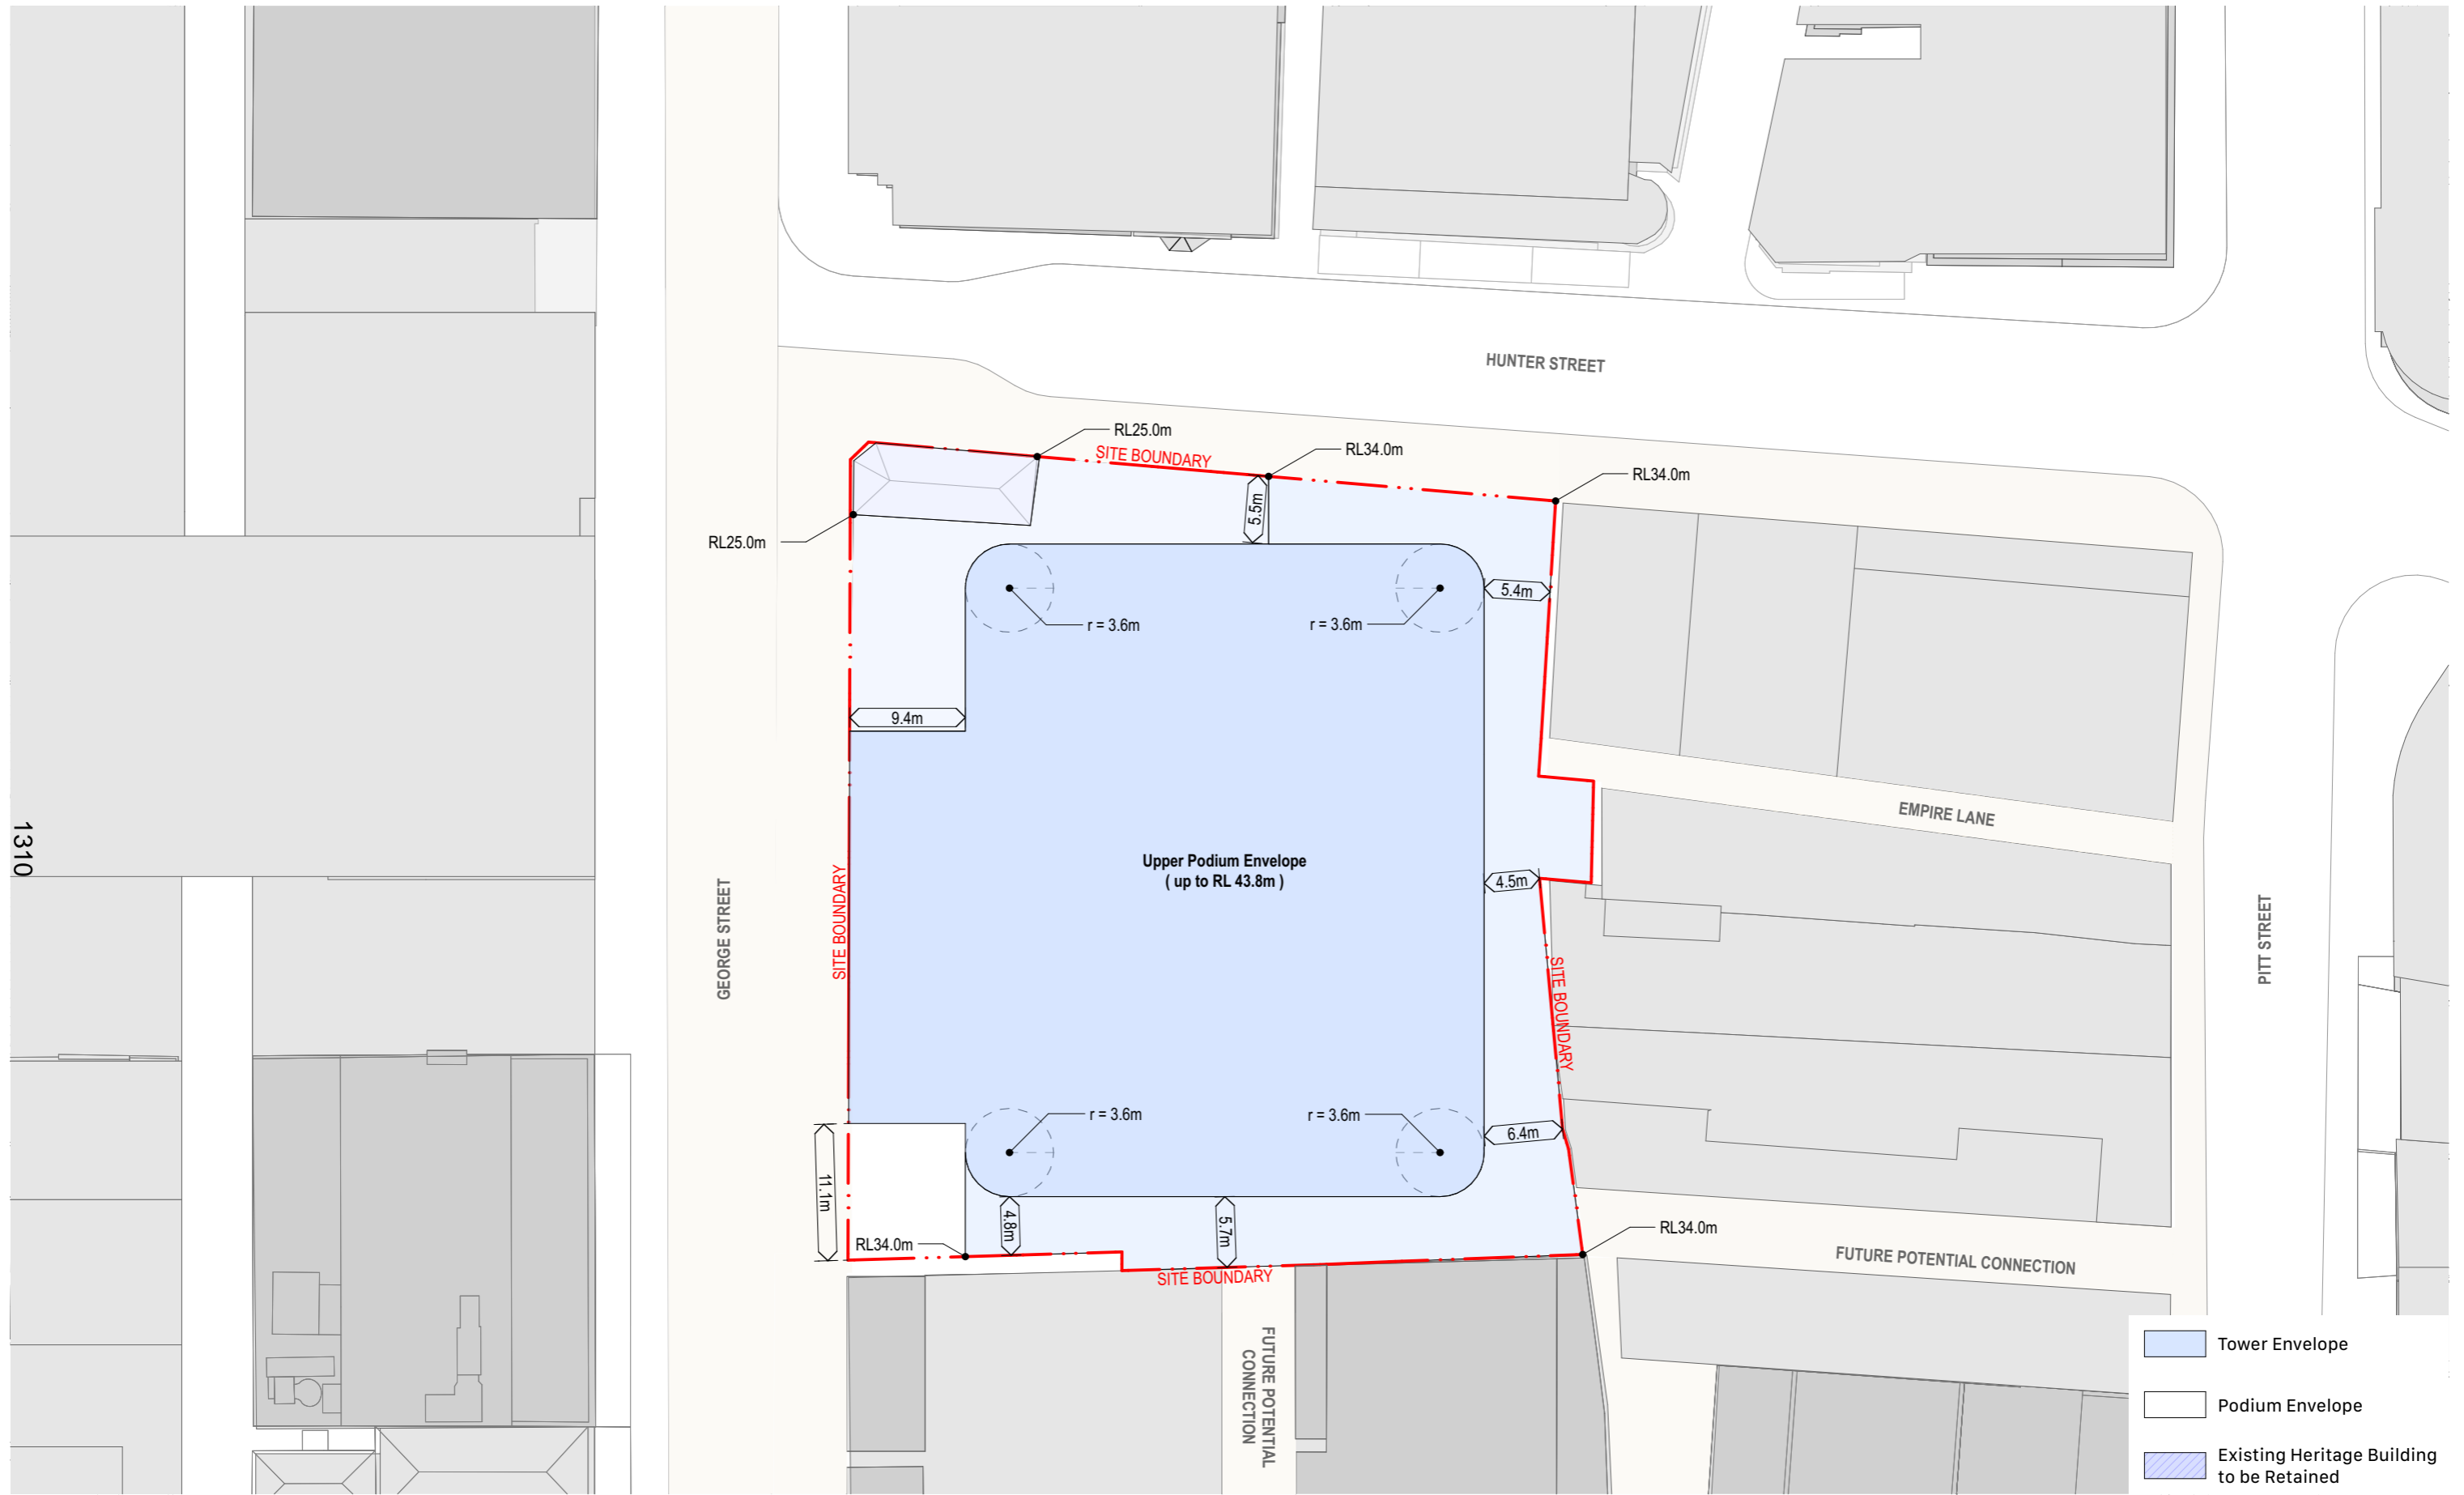 HUNTER STREET
RL25.0m
SITE BOUNDARY
RL34.0m
RL34.0m
5.5m
RL25.0m
5.4m
r = 3.6m
r = 3.6m
9.4m
EMPIRE LANE
1310
Upper Podium Envelope
( up to RL 43.8m )
4.5m
SITE BOUNDARY
GEORGE STREET
PITT STREET
SITE BOUNDARY
r = 3.6m
r = 3.6m
6.4m
11.1m
4.8m
5.7m
RL34.0m
RL34.0m
FUTURE POTENTIAL CONNECTION
SITE BOUNDARY
FUTURE POTENTIAL
CONNECTION
Tower Envelope
Podium Envelope
Existing Heritage Building
to be Retained